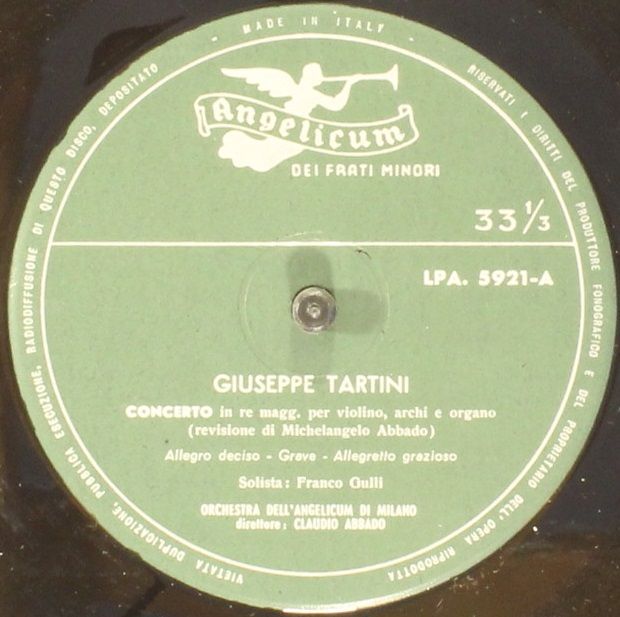 MADE IN ITALY
RISERVATI I DIRITTI DEL PRODUTTORE FONOGRAFICO E DEL PROPRIETARIO DELL'OPERA RIPRODOTTA
VIETATA DUPLICAZIONE, PUBBLICA ESECUZIONE, RADIODIFFUSIONE DI QUESTO DISCO. DEPOSITATO
Angelicum
DEI FRATI MINORI
33 1/3
LPA. 5921-A
GIUSEPPE TARTINI
CONCERTO in re magg. per violino, archi e organo
(revisione di Michelangelo Abbado)
Allegro deciso - Grave - Allegretto grazioso
Solista: Franco Gulli
ORCHESTRA DELL'ANGELICUM DI MILANO
direttore: CLAUDIO ABBADO